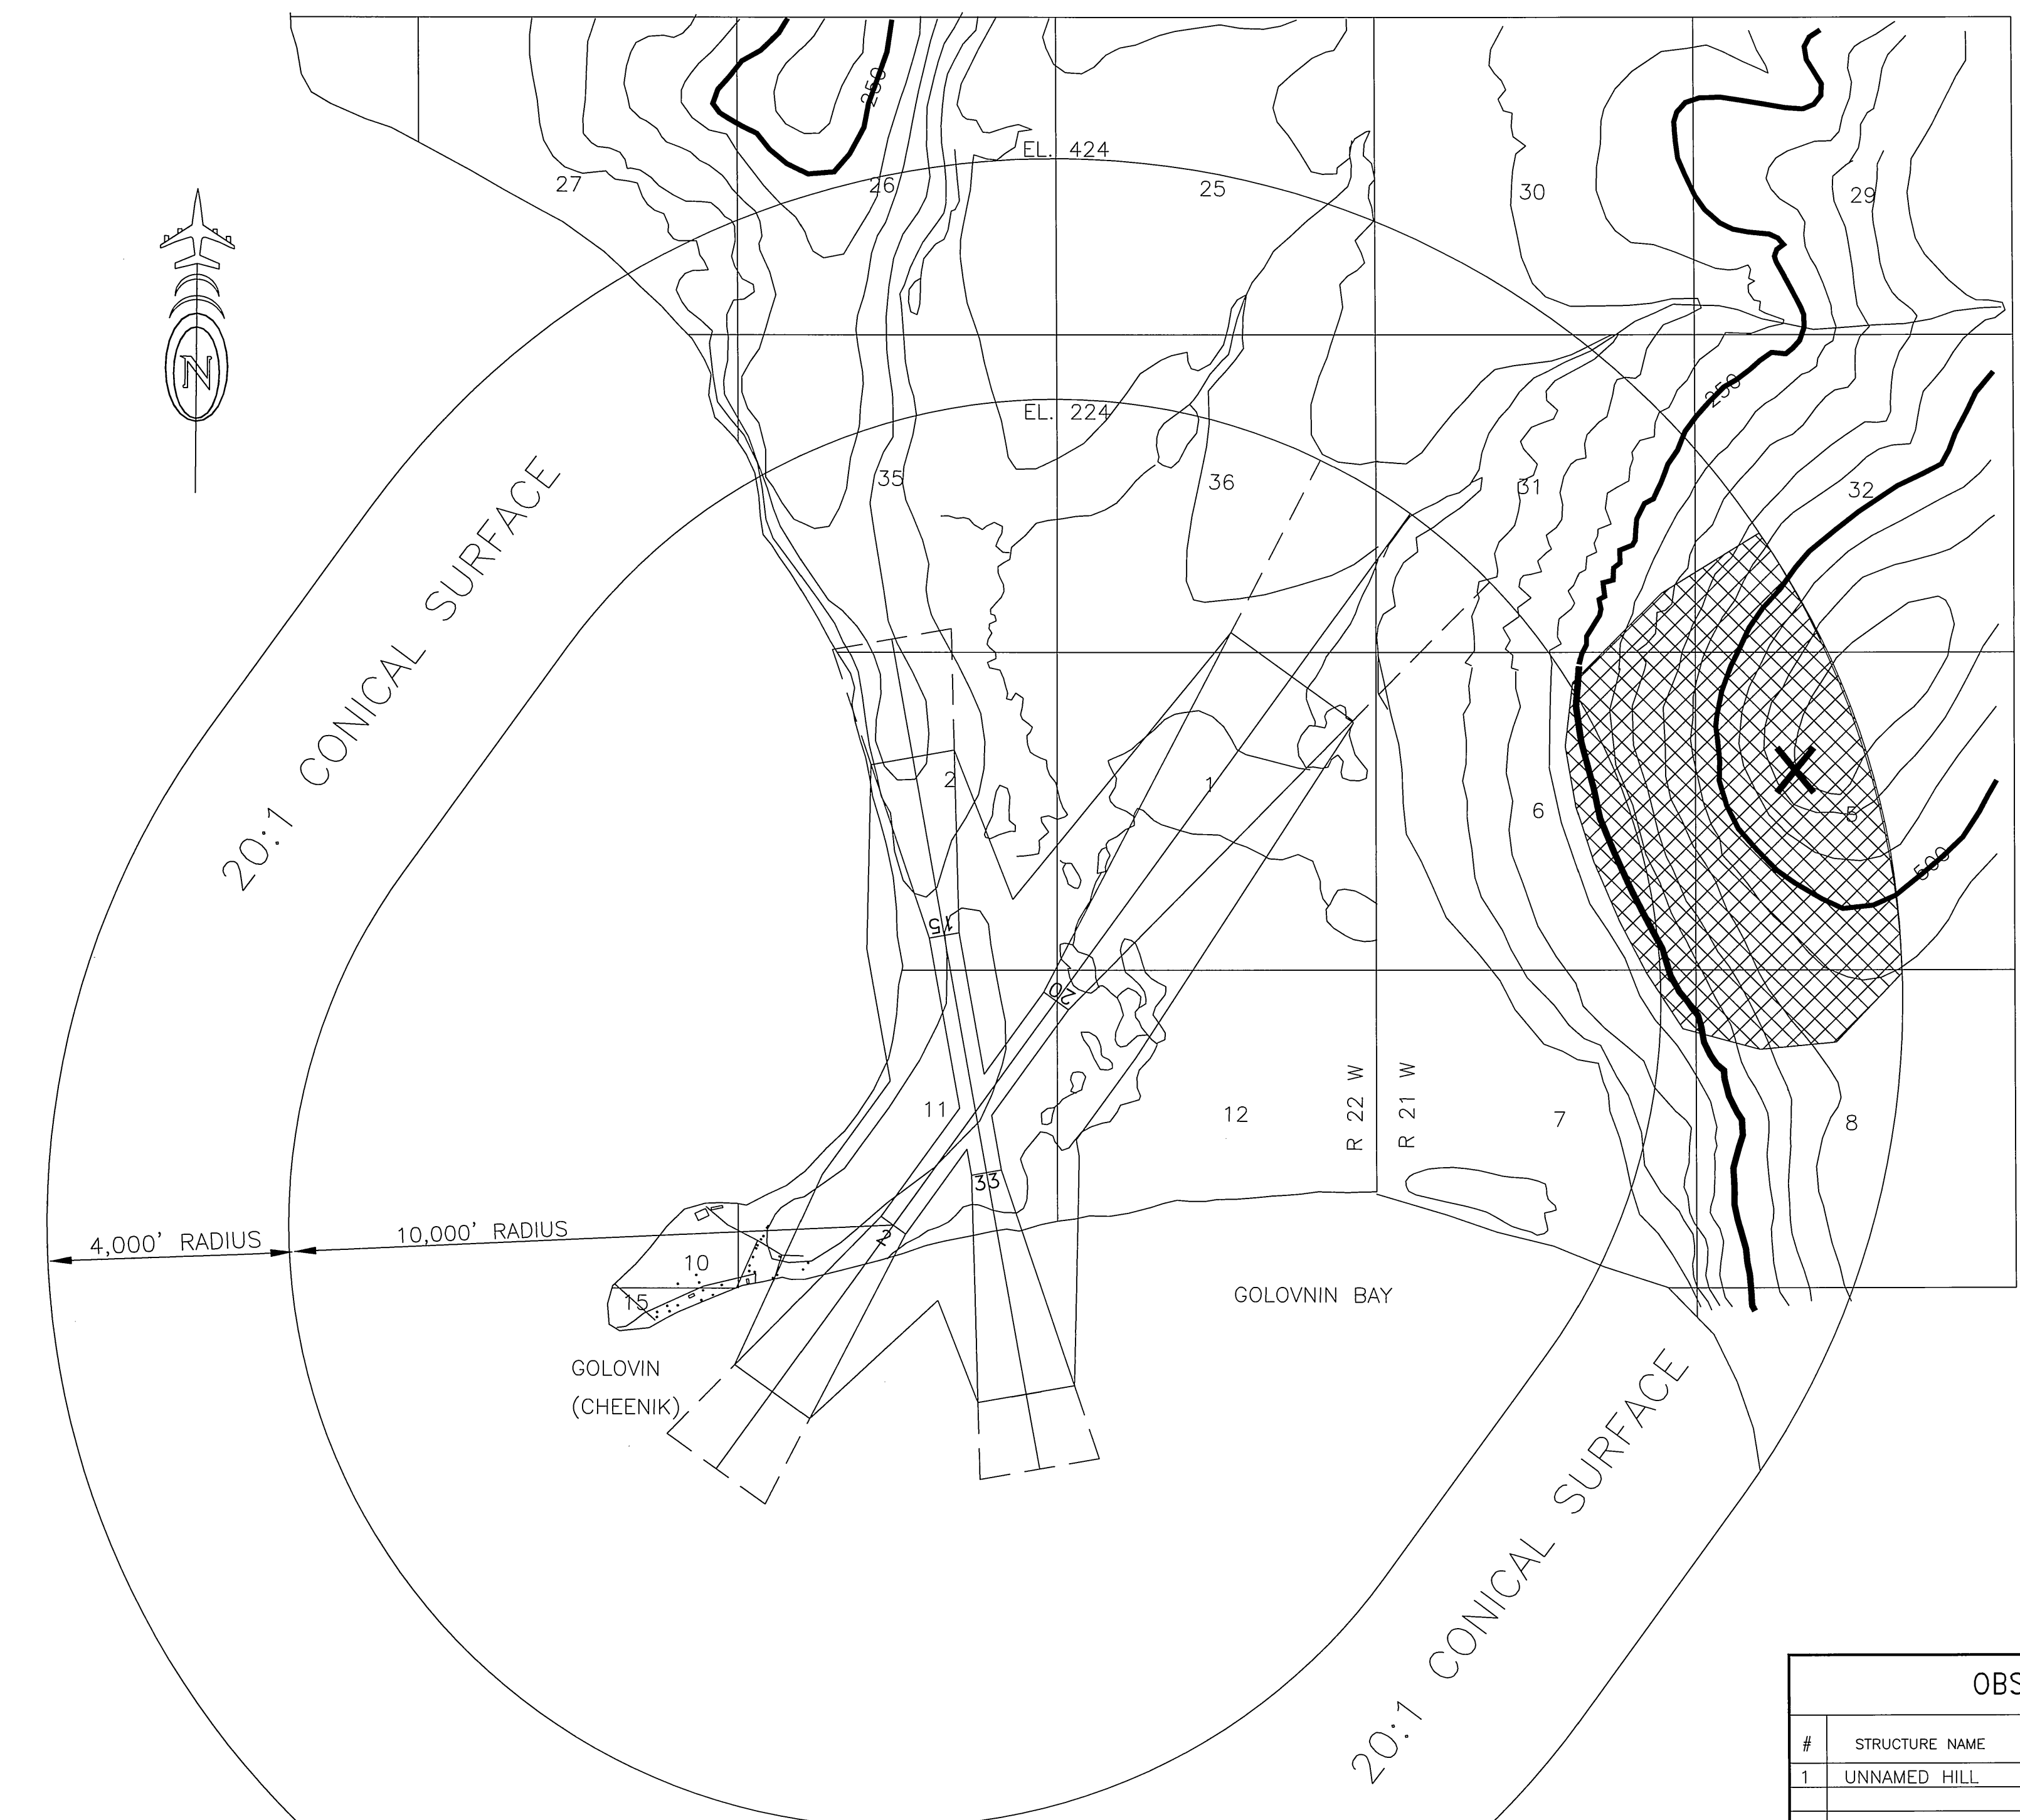 250
EL. 424
27
26
25
30
29
N
250
EL. 224
35
36
31
32
20:1 CONICAL SURFACE
2
1
6
5
500
15
20
11
12
R 22 W
R 21 W
7
8
33
2
4,000' RADIUS
10,000' RADIUS
10
15
GOLOVNIN BAY
GOLOVIN
(CHEENIK)
20:1 CONICAL SURFACE
OBS
# STRUCTURE NAME
1 UNNAMED HILL